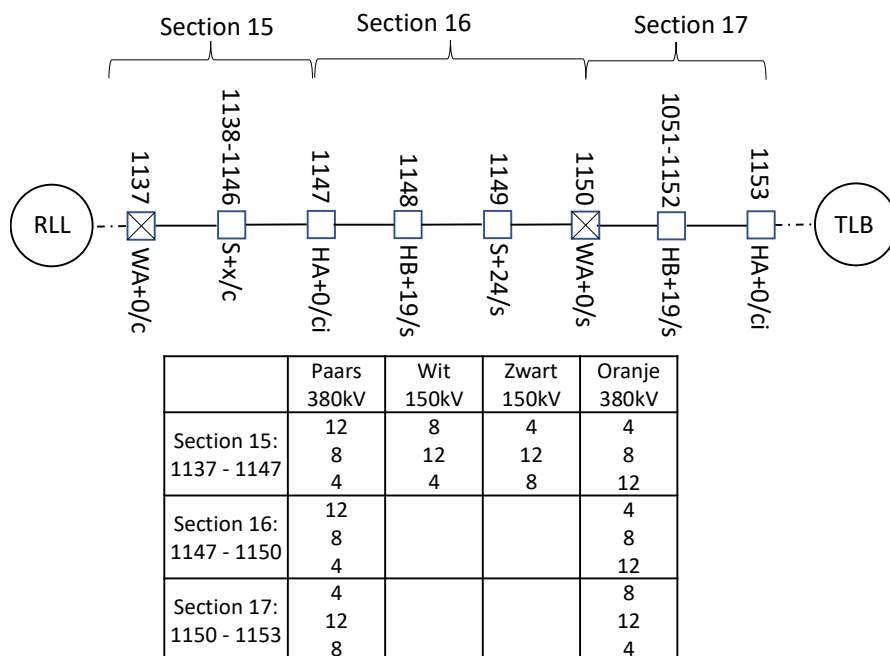 Section 15
Section 16
Section 17
1137
1138-1146
1147
1148
1149
1150
1051-1152
1153
RLL
TLB
WA+0/c
S+x/c
HA+0/ci
HB+19/s
S+24/s
WA+0/s
HB+19/s
HA+0/ci
Paars Wit Zwart Oranje
380kV 150kV 150kV 380kV
Section 15:
1137 - 1147
12 8 4 4
8 12 12 8
4 4 8 12
Section 16:
1147 - 1150
12 4
8 8
4 12
Section 17:
1150 - 1153
4 8
12 12
8 4